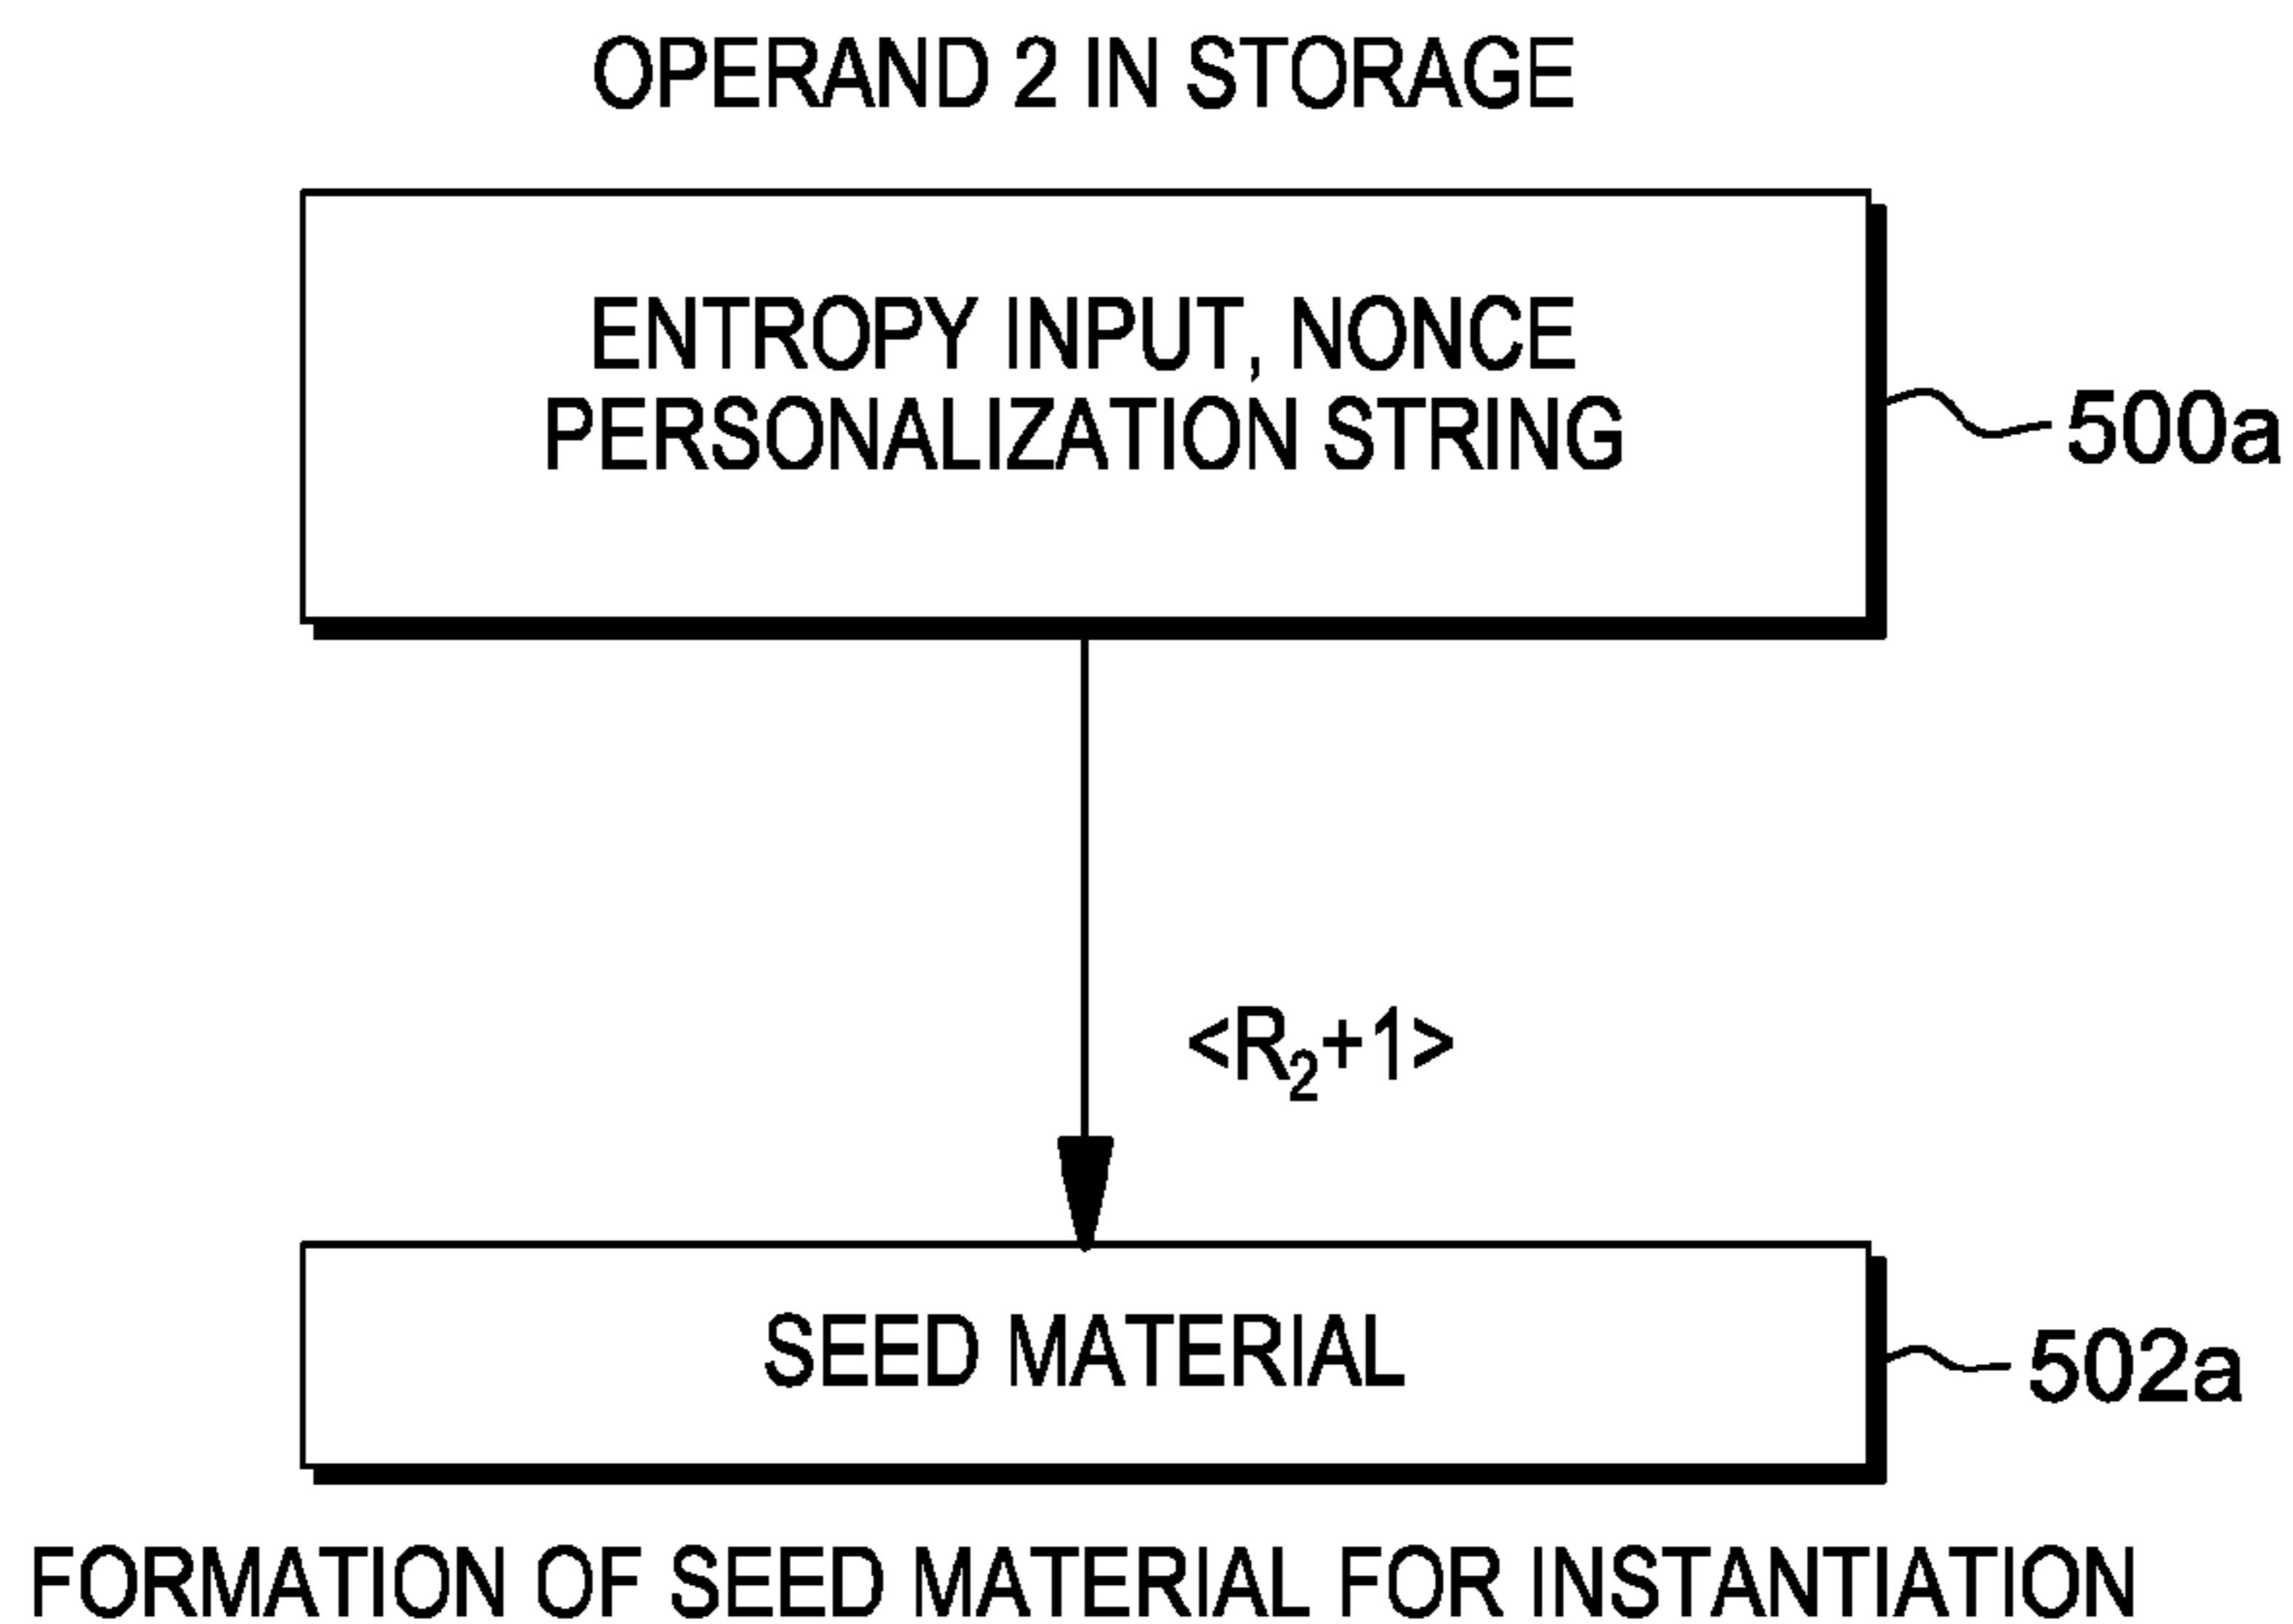 OPERAND 2 IN STORAGE
ENTROPY INPUT, NONCE
PERSONALIZATION STRING
500a
<R₂+1>
SEED MATERIAL
502a
FORMATION OF SEED MATERIAL FOR INSTANTIATION